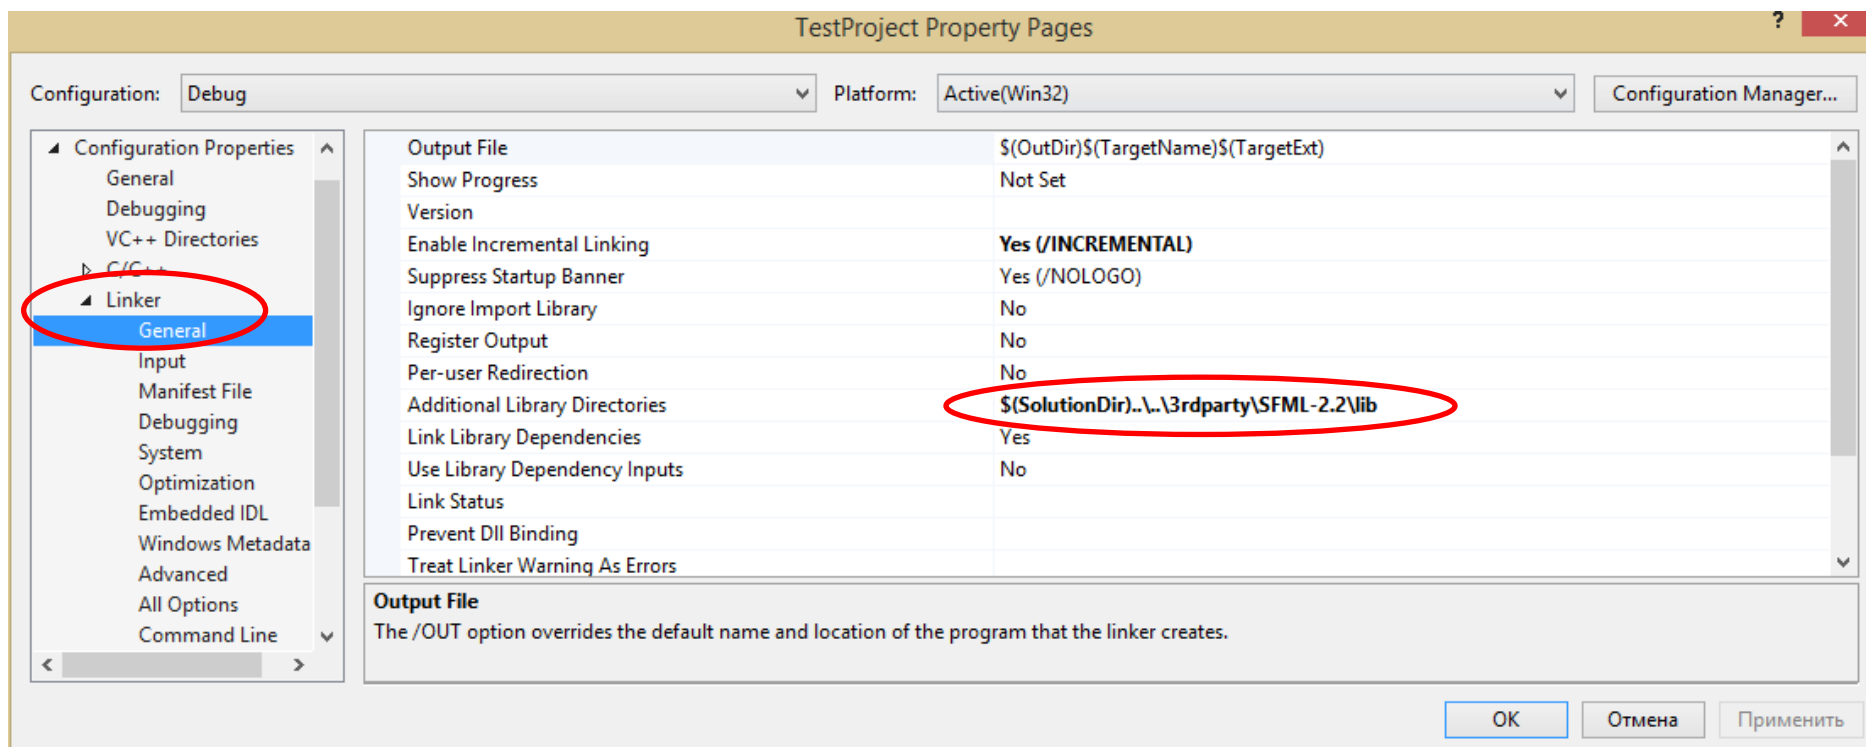 TestProject Property Pages
? ×
Configuration: Debug Platform: Active(Win32) Configuration Manager...
Configuration Properties
General
Debugging
VC++ Directories
C/C++
Linker
General
Input
Manifest File
Debugging
System
Optimization
Embedded IDL
Windows Metadata
Advanced
All Options
Command Line
Output File $(OutDir)$(TargetName)$(TargetExt)
Show Progress Not Set
Version
Enable Incremental Linking Yes (/INCREMENTAL)
Suppress Startup Banner Yes (/NOLOGO)
Ignore Import Library No
Register Output No
Per-user Redirection No
Additional Library Directories $(SolutionDir)..\..\3rdparty\SFML-2.2\lib
Link Library Dependencies Yes
Use Library Dependency Inputs No
Link Status
Prevent Dll Binding
Treat Linker Warning As Errors
Output File
The /OUT option overrides the default name and location of the program that the linker creates.
OK Отмена Применить